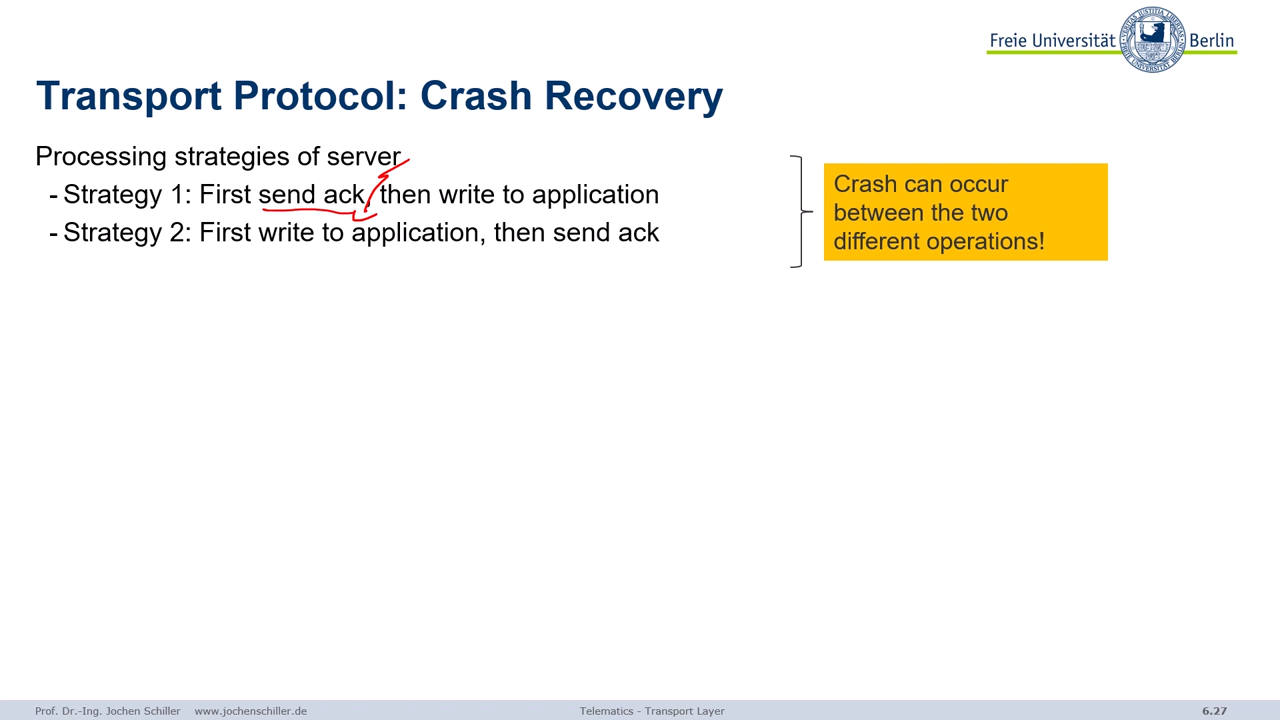 Freie Universität Berlin
Transport Protocol: Crash Recovery
Processing strategies of server
- Strategy 1: First send ack, then write to application
- Strategy 2: First write to application, then send ack
Crash can occur
between the two
different operations!
Prof. Dr.-Ing. Jochen Schiller www.jochenschiller.de Telematics - Transport Layer 6.27